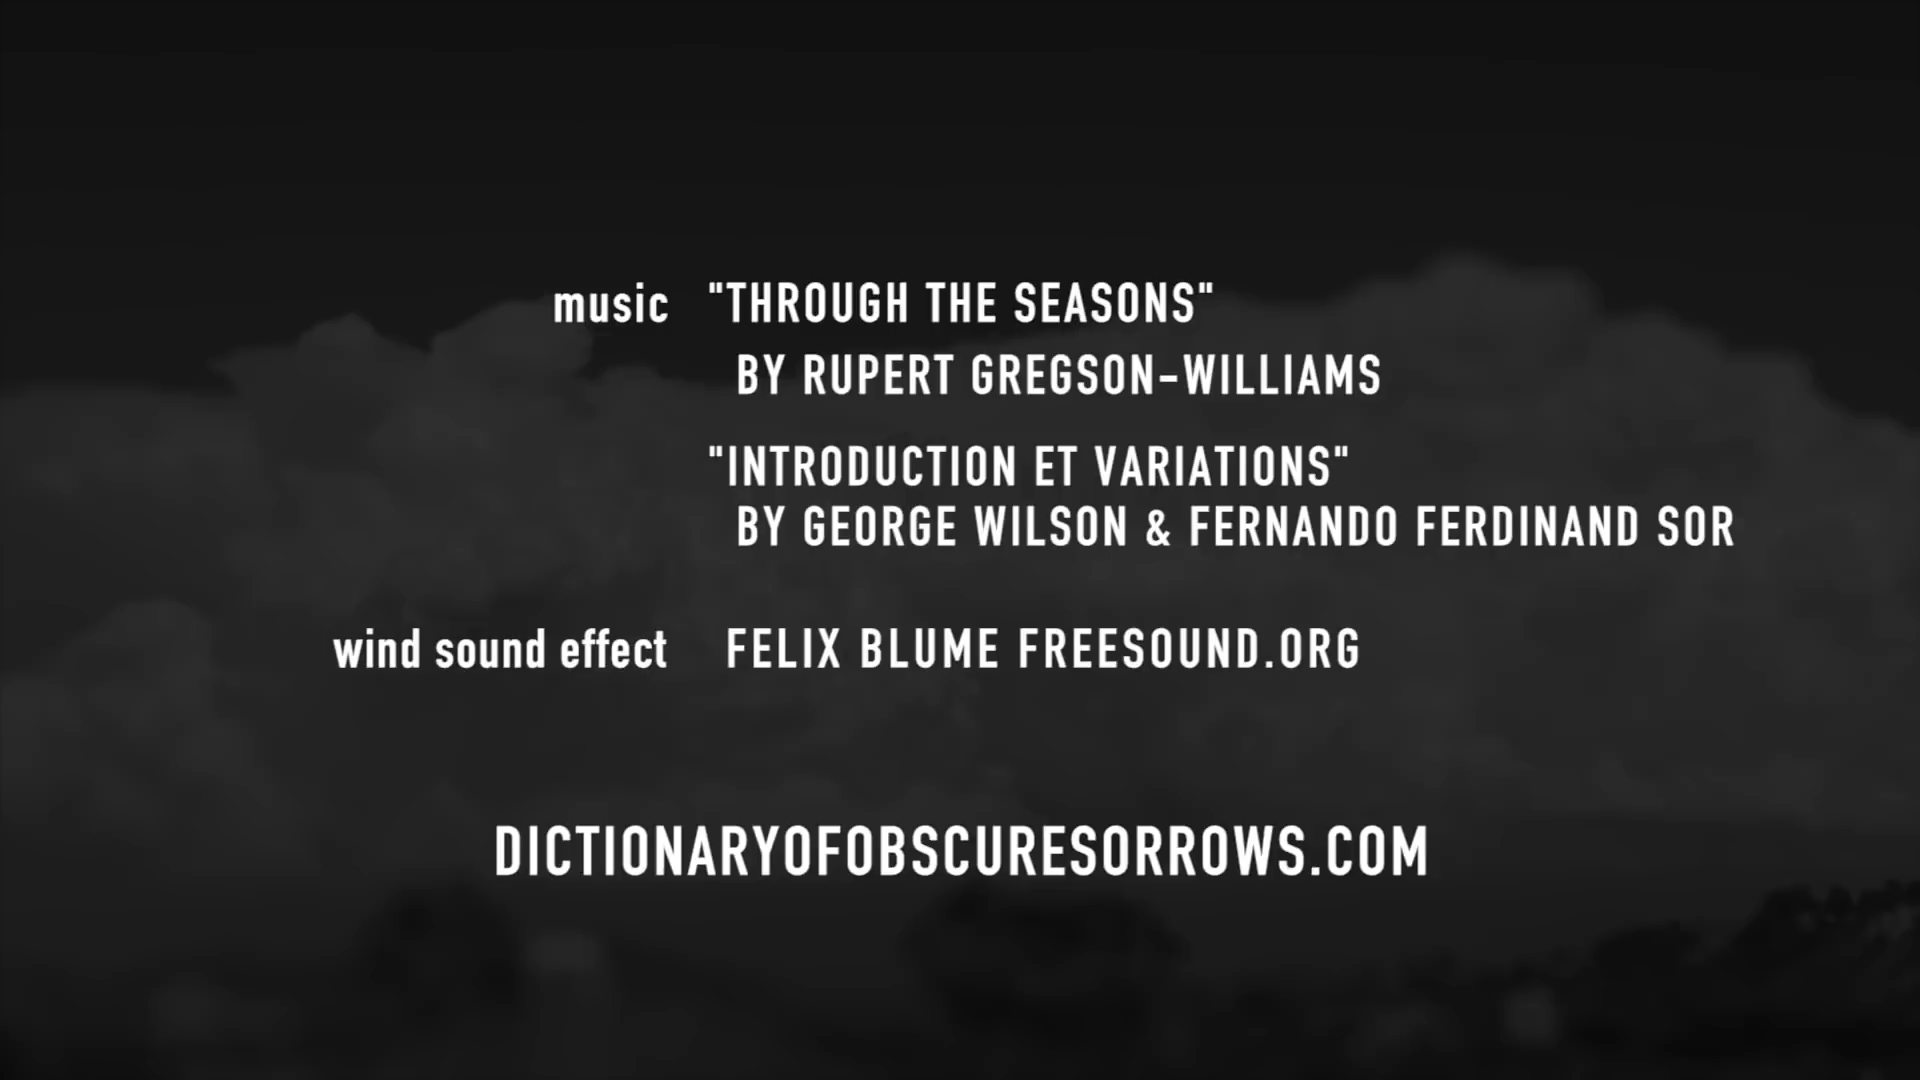 music "THROUGH THE SEASONS"
BY RUPERT GREGSON-WILLIAMS
"INTRODUCTION ET VARIATIONS"
BY GEORGE WILSON & FERNANDO FERDINAND SOR
wind sound effect FELIX BLUME FREESOUND.ORG
DICTIONARYOFOBSCURESORROWS.COM